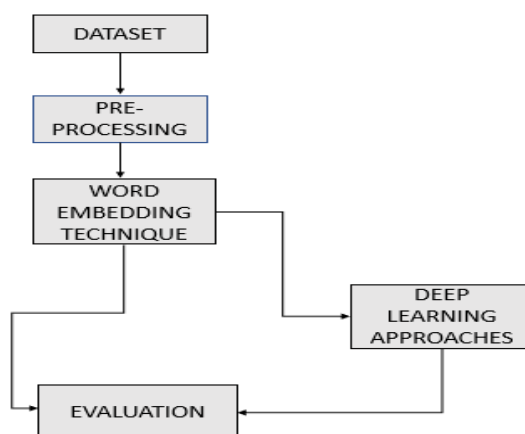 DATASET
PRE-
PROCESSING
WORD
EMBEDDING
TECHNIQUE
DEEP
LEARNING
APPROACHES
EVALUATION